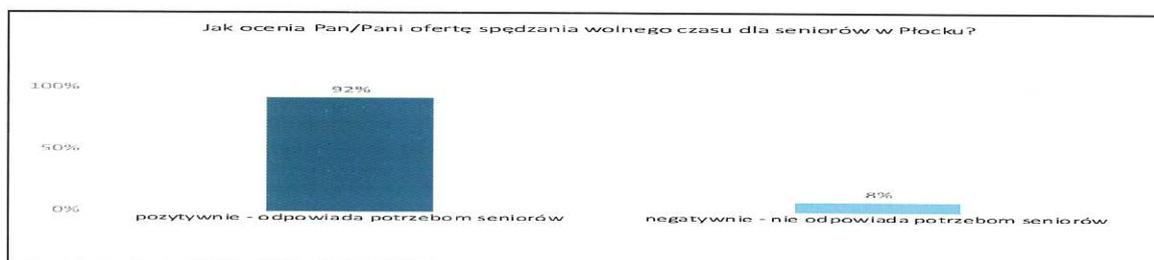 Jak ocenia Pan/Pani ofertę spędzania wolnego czasu dla seniorów w Płocku?
100%
92%
50%
8%
0%
pozytywnie - odpowiada potrzebom seniorów
negatywnie - nie odpowiada potrzebom seniorów